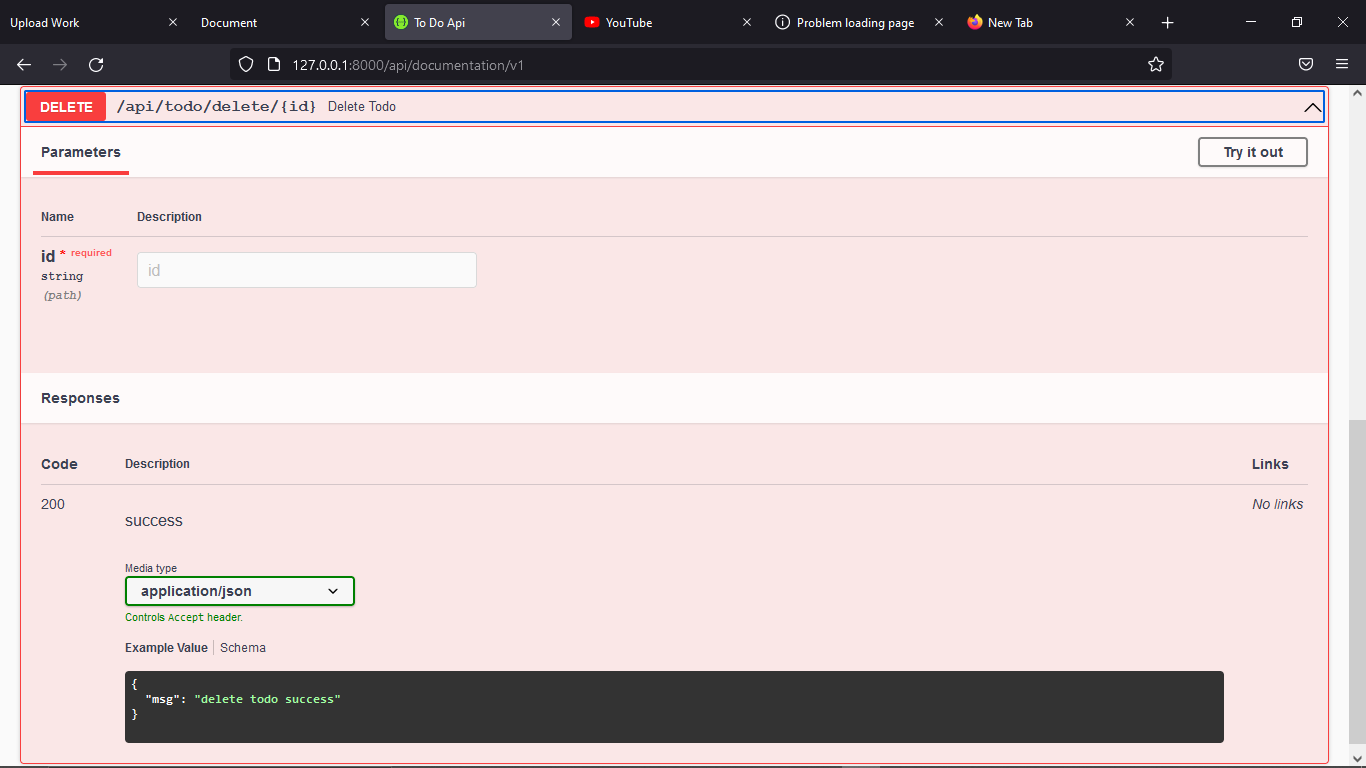 Upload Work
Document
To Do Api
YouTube
Problem loading page
New Tab
127.0.0.1:8000/api/documentation/v1
DELETE /api/todo/delete/{id} Delete Todo
Parameters
Try it out
Name Description
id * required
string
(path)
id
Responses
Code Description Links
200
success
No links
Media type
application/json
Controls Accept header.
Example Value Schema
{
"msg": "delete todo success"
}